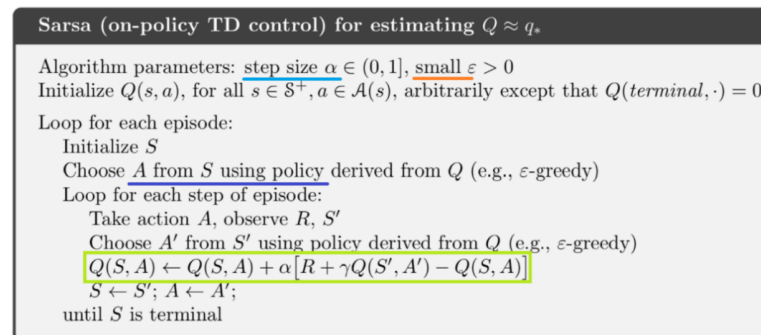 Sarsa (on-policy TD control) for estimating Q ≈ q*
Algorithm parameters: step size α ∈ (0, 1], small ε > 0
Initialize Q(s, a), for all s ∈ S⁺, a ∈ A(s), arbitrarily except that Q(terminal, ·) = 0
Loop for each episode:
Initialize S
Choose A from S using policy derived from Q (e.g., ε-greedy)
Loop for each step of episode:
Take action A, observe R, S′
Choose A′ from S′ using policy derived from Q (e.g., ε-greedy)
Q(S, A) ← Q(S, A) + α[R + γQ(S′, A′) − Q(S, A)]
S ← S′; A ← A′;
until S is terminal